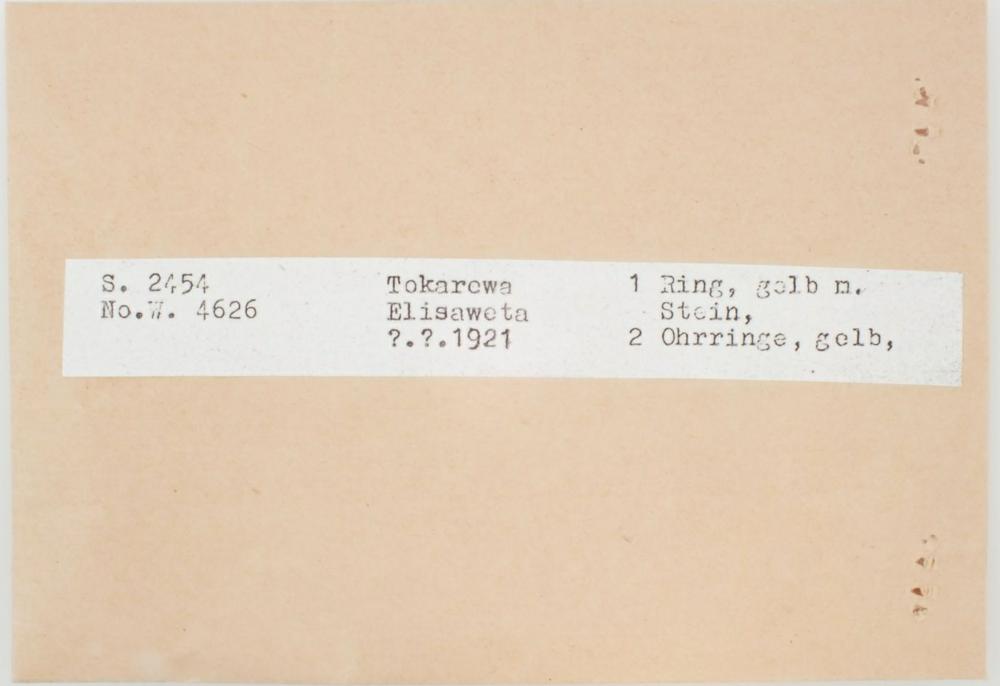 S. 2454 Tokarewa 1 Ring, gelb m.
No.W. 4626 Elisaweta Stein,
?.?.1921 2 Ohrringe, gelb,